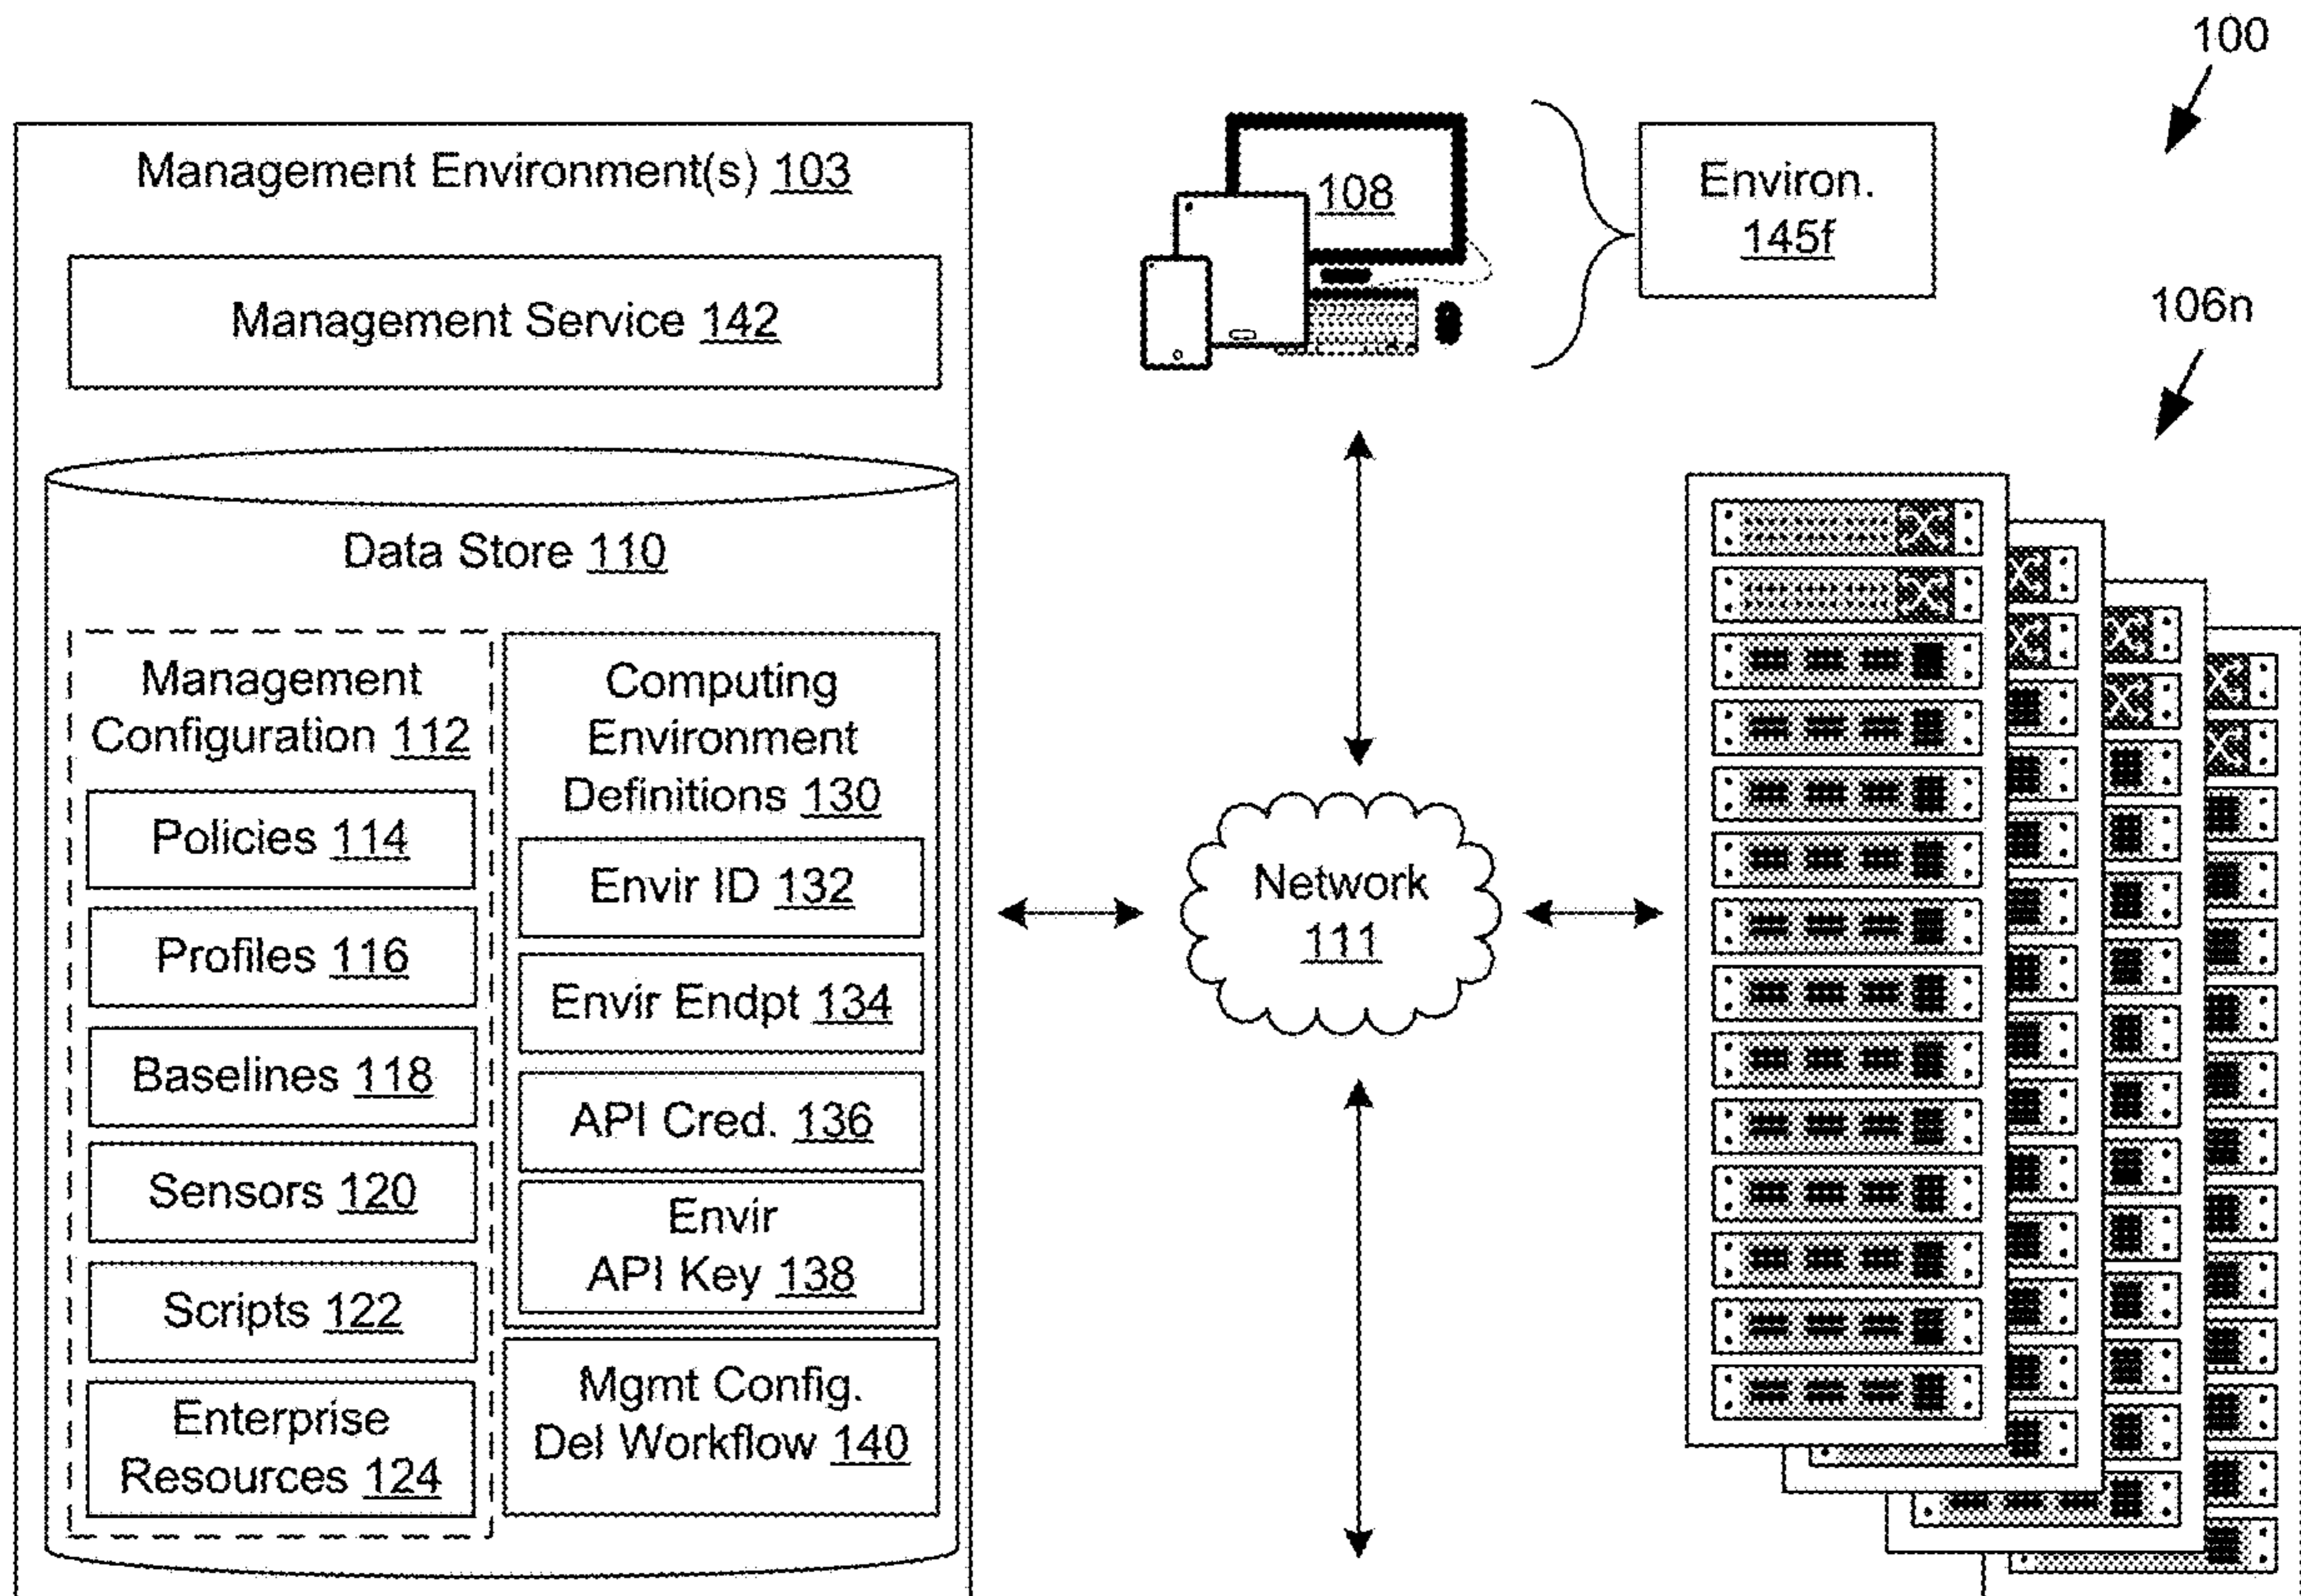 100
Management Environment(s) 103
Management Service 142
108
Environ.
145f
106n
Data Store 110
Management
Configuration 112
Policies 114
Profiles 116
Baselines 118
Sensors 120
Scripts 122
Enterprise
Resources 124
Computing
Environment
Definitions 130
Envir ID 132
Envir Endpt 134
API Cred. 136
Envir
API Key 138
Mgmt Config.
Del Workflow 140
Network
111